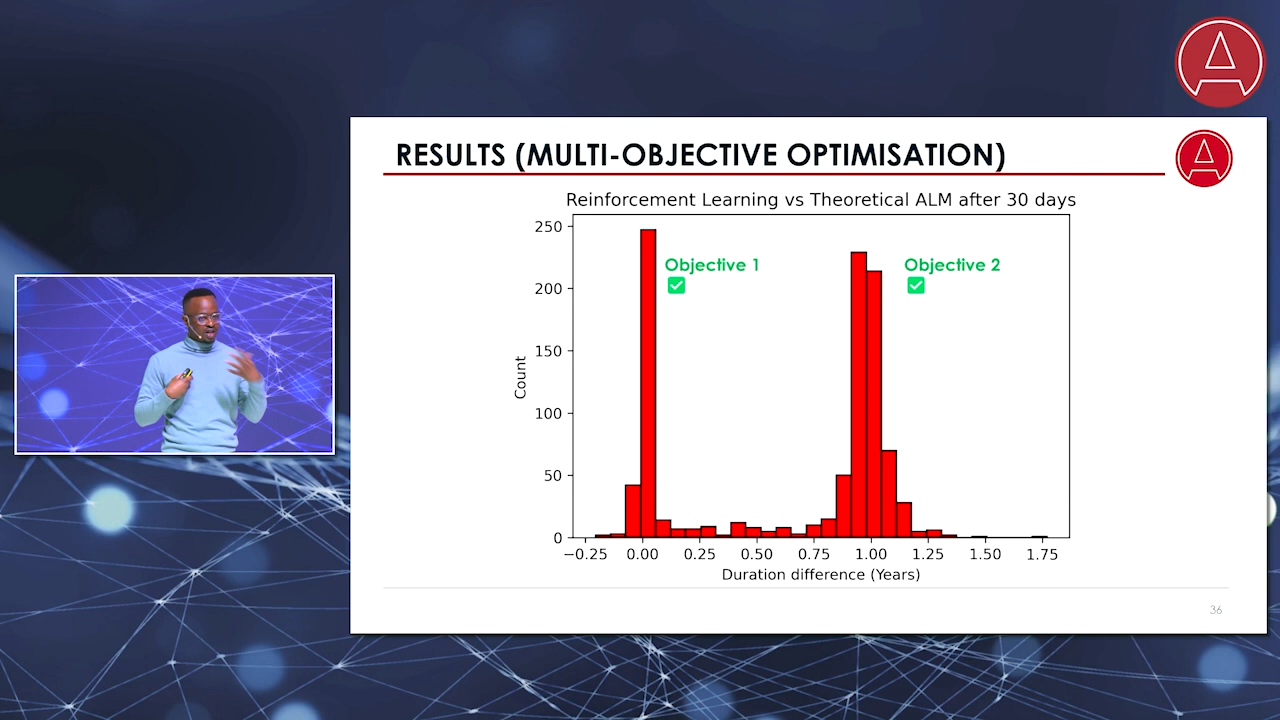 RESULTS (MULTI-OBJECTIVE OPTIMISATION)
Reinforcement Learning vs Theoretical ALM after 30 days
250
200
150
100
50
0
Count
Objective 1
Objective 2
−0.25 0.00 0.25 0.50 0.75 1.00 1.25 1.50 1.75
Duration difference (Years)
36